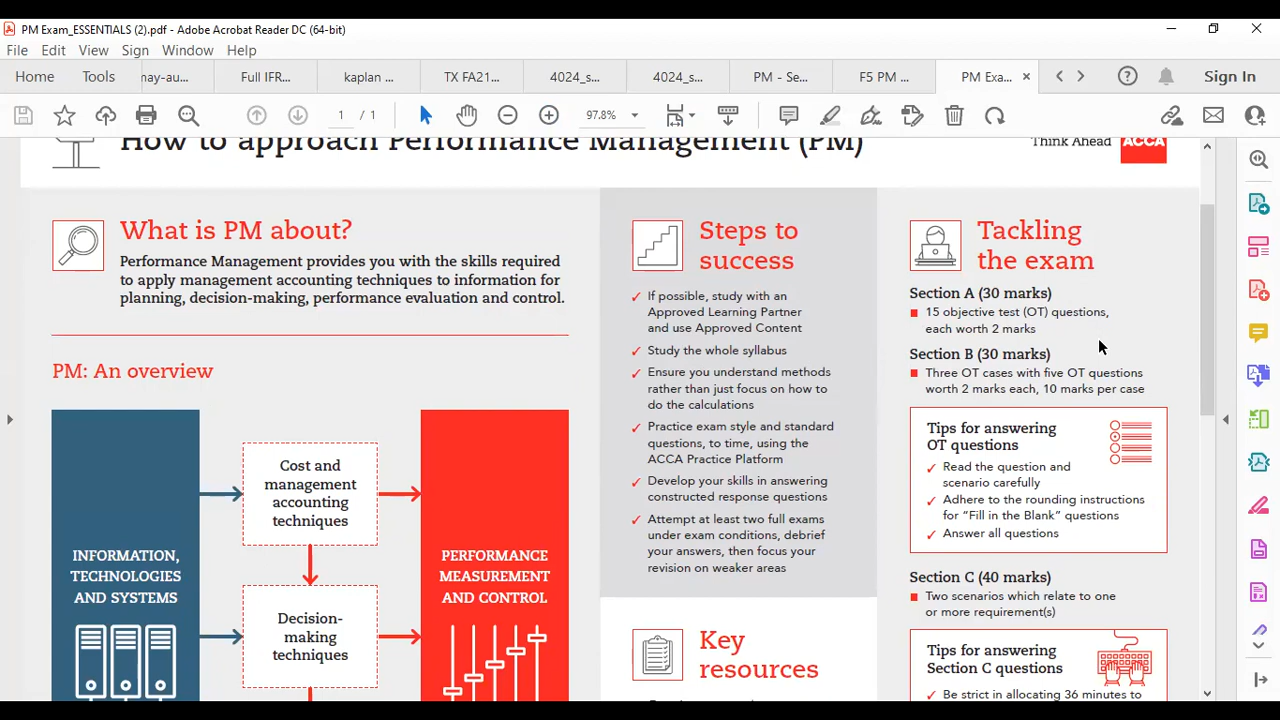 PM Exam_ESSENTIALS (2).pdf - Adobe Acrobat Reader DC (64-bit)
File Edit View Sign Window Help
Home Tools nay-au... Full IFR... kaplan ... TX FA21... 4024_s... 4024_s... PM - Se... F5 PM ... PM Exa... × Sign In
1 / 1 97.8%
How to approach Performance Management (PM)
Think Ahead ACCA
What is PM about?
Performance Management provides you with the skills required
to apply management accounting techniques to information for
planning, decision-making, performance evaluation and control.
PM: An overview
INFORMATION,
TECHNOLOGIES
AND SYSTEMS
Cost and
management
accounting
techniques
Decision-
making
techniques
PERFORMANCE
MEASUREMENT
AND CONTROL
Steps to
success
✓ If possible, study with an
Approved Learning Partner
and use Approved Content
✓ Study the whole syllabus
✓ Ensure you understand methods
rather than just focus on how to
do the calculations
✓ Practice exam style and standard
questions, to time, using the
ACCA Practice Platform
✓ Develop your skills in answering
constructed response questions
✓ Attempt at least two full exams
under exam conditions, debrief
your answers, then focus your
revision on weaker areas
Key
resources
Tackling
the exam
Section A (30 marks)
■ 15 objective test (OT) questions,
each worth 2 marks
Section B (30 marks)
■ Three OT cases with five OT questions
worth 2 marks each, 10 marks per case
Tips for answering
OT questions
✓ Read the question and
scenario carefully
✓ Adhere to the rounding instructions
for “Fill in the Blank” questions
✓ Answer all questions
Section C (40 marks)
■ Two scenarios which relate to one
or more requirement(s)
Tips for answering
Section C questions
✓ Be strict in allocating 36 minutes to